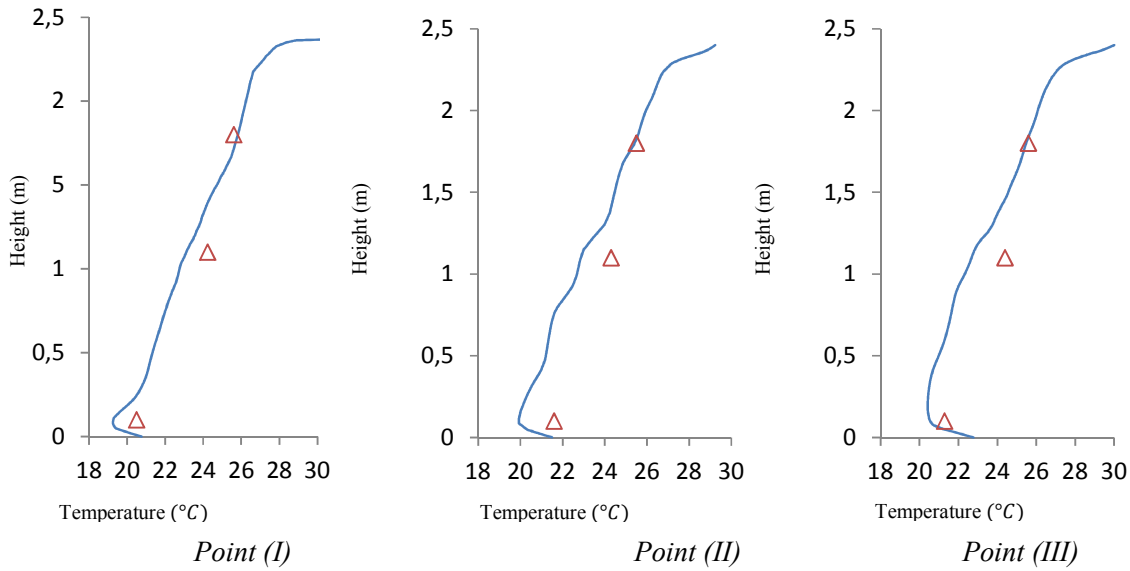 2,5
2
5
1
0,5
0
Height (m)
18 20 22 24 26 28 30
Temperature (°C)
Point (I)
2,5
2
1,5
1
0,5
0
Height (m)
18 20 22 24 26 28 30
Temperature (°C)
Point (II)
2,5
2
1,5
1
0,5
0
Height (m)
18 20 22 24 26 28 30
Temperature (°C)
Point (III)